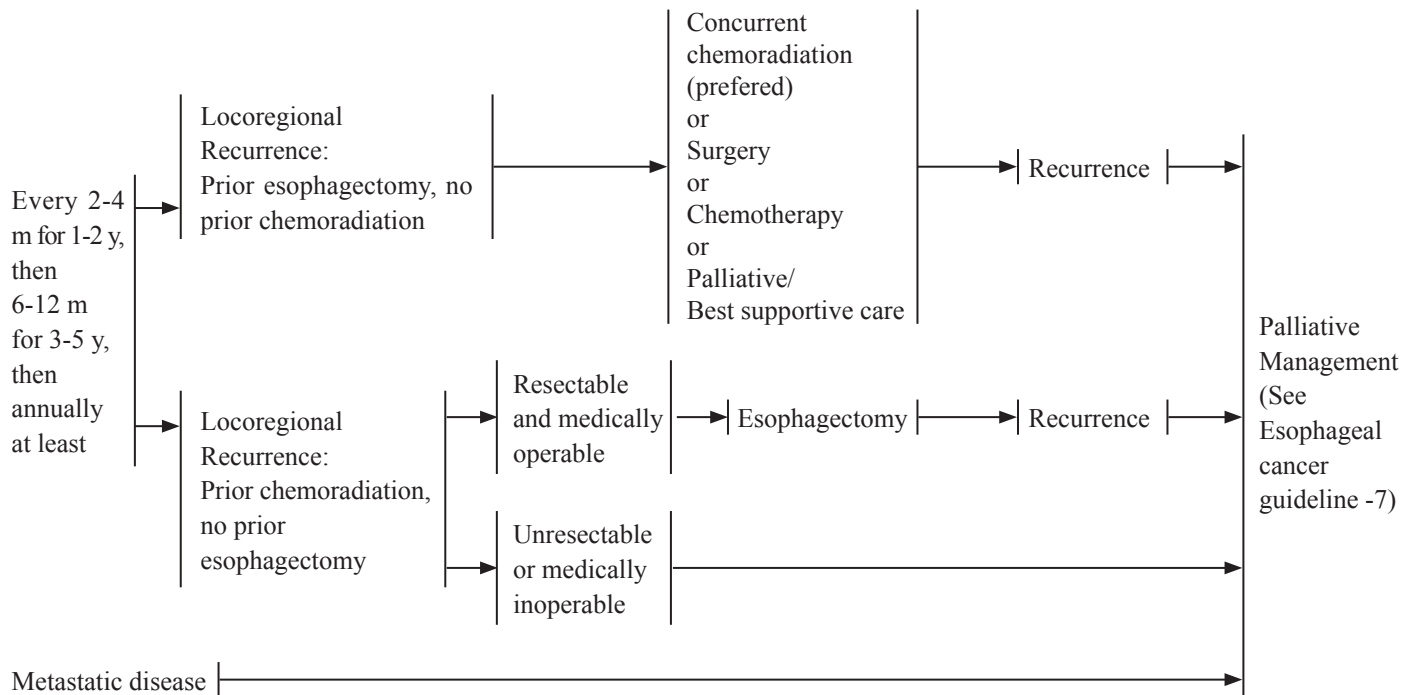 Every 2-4
m for 1-2 y,
then
6-12 m
for 3-5 y,
then
annually
at least
Locoregional
Recurrence:
Prior esophagectomy, no
prior chemoradiation
Concurrent
chemoradiation
(prefered)
or
Surgery
or
Chemotherapy
or
Palliative/
Best supportive care
Recurrence
Locoregional
Recurrence:
Prior chemoradiation,
no prior
esophagectomy
Resectable
and medically
operable
Esophagectomy
Recurrence
Unresectable
or medically
inoperable
Palliative
Management
(See
Esophageal
cancer
guideline -7)
Metastatic disease